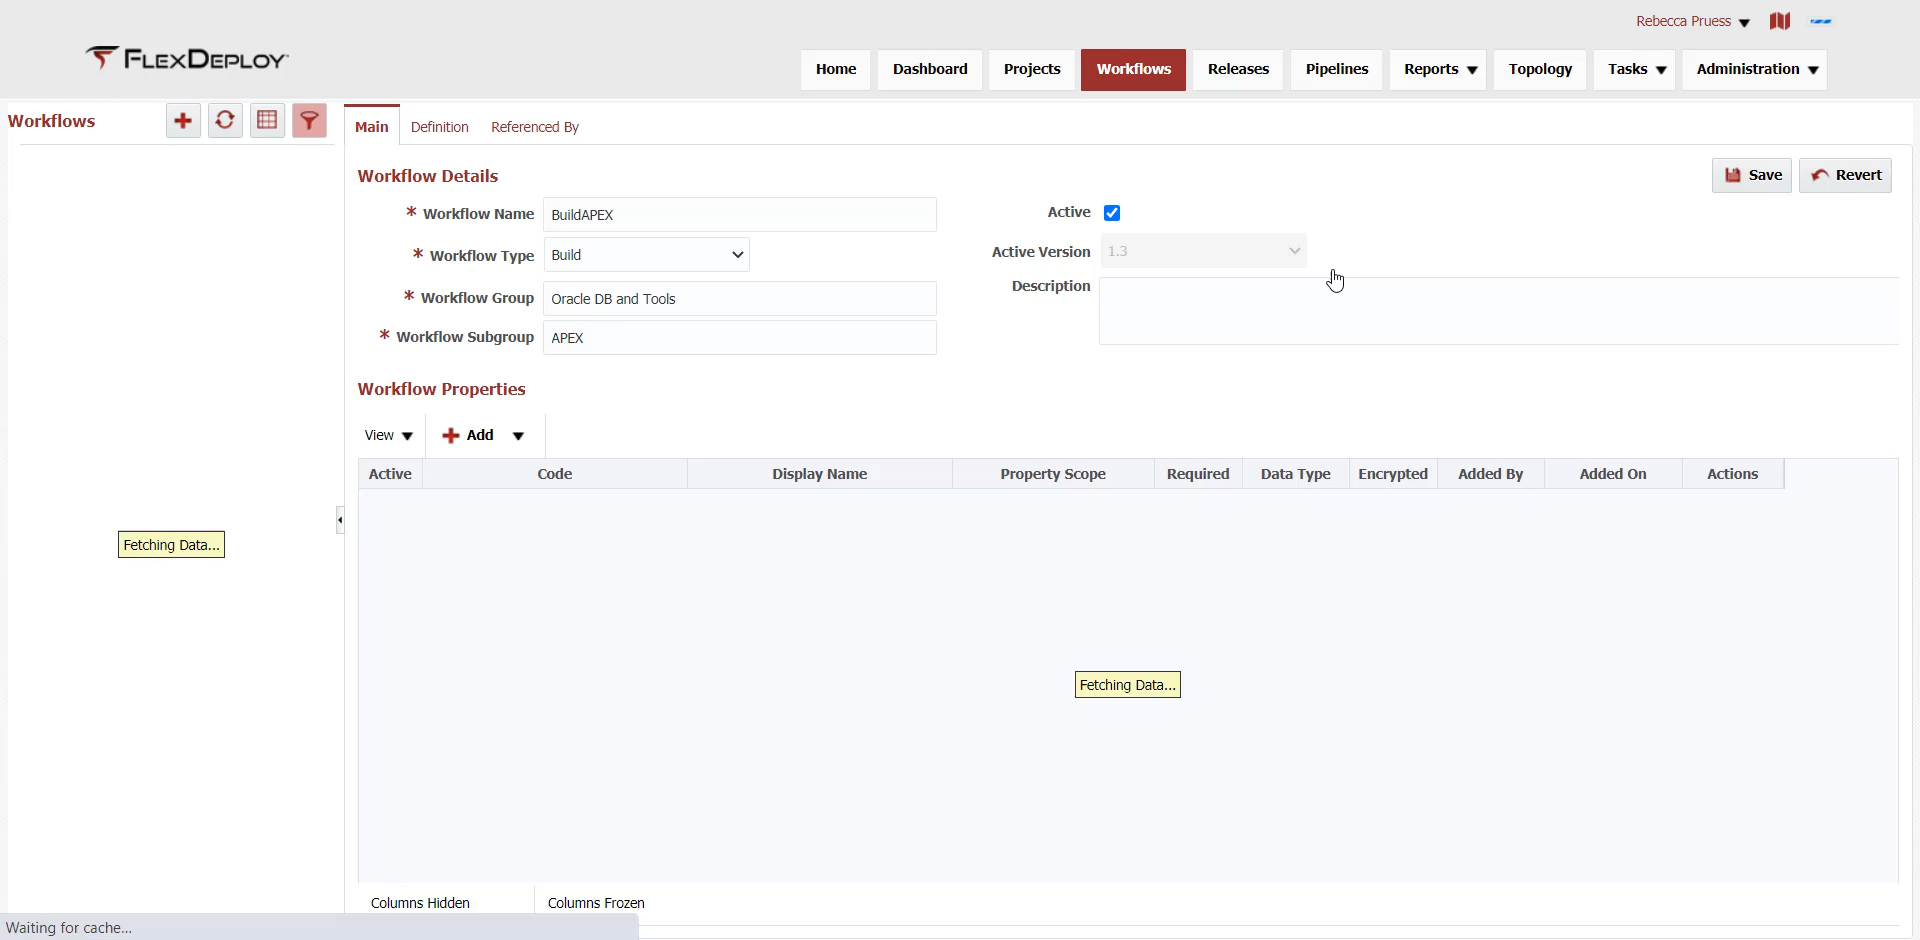 Rebecca Pruess
FLEXDEPLOY
Home Dashboard Projects Workflows Releases Pipelines Reports Topology Tasks Administration
Workflows
Main Definition Referenced By
Workflow Details
Save Revert
* Workflow Name BuildAPEX
Active
* Workflow Type Build
Active Version 1.3
* Workflow Group Oracle DB and Tools
Description
* Workflow Subgroup APEX
Workflow Properties
View Add
Active Code Display Name Property Scope Required Data Type Encrypted Added By Added On Actions
Fetching Data...
Fetching Data...
Columns Hidden Columns Frozen
Waiting for cache...